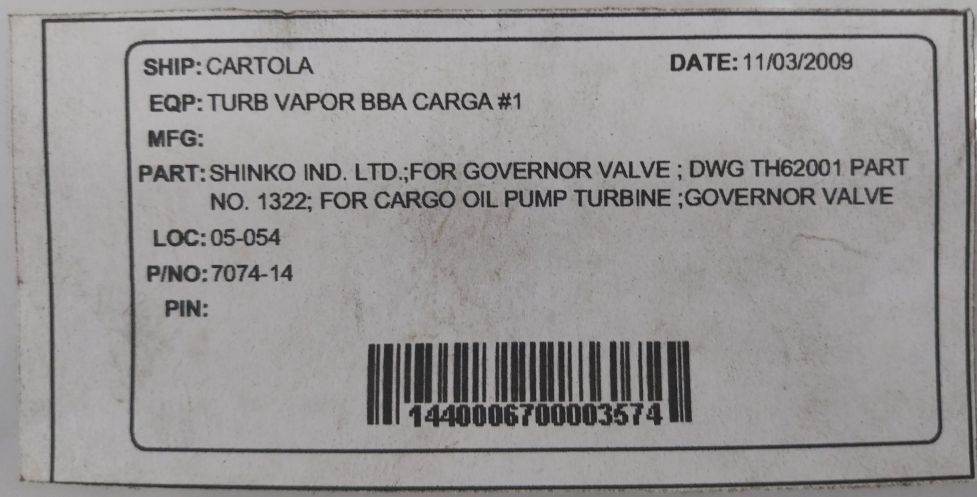 SHIP: CARTOLA DATE: 11/03/2009
EQP: TURB VAPOR BBA CARGA #1
MFG:
PART: SHINKO IND. LTD.;FOR GOVERNOR VALVE ; DWG TH62001 PART
NO. 1322; FOR CARGO OIL PUMP TURBINE ;GOVERNOR VALVE
LOC: 05-054
P/NO: 7074-14
PIN:
1440006700003574